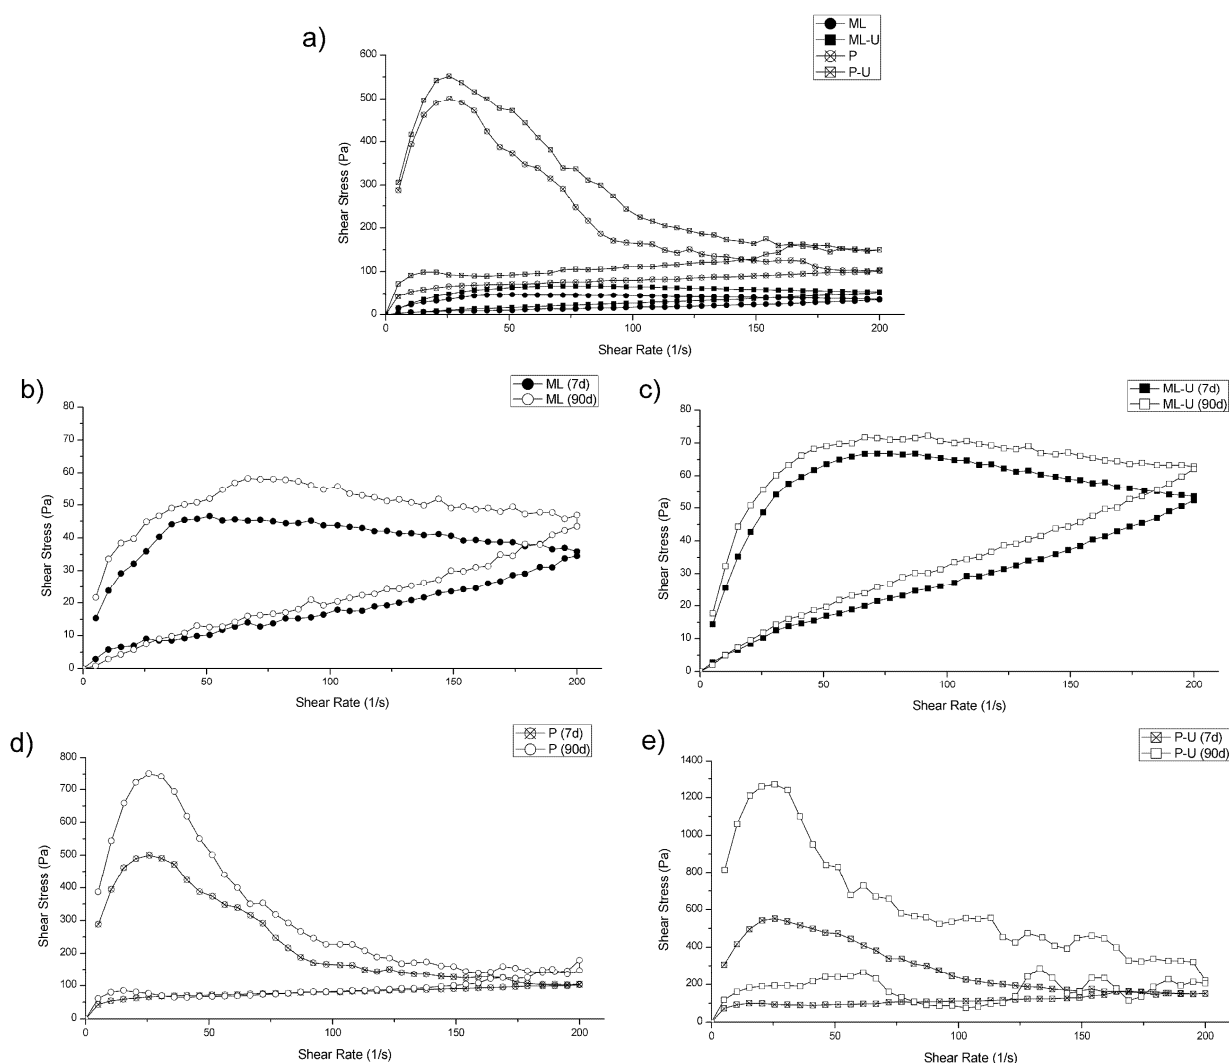 a)
ML
ML-U
P
P-U
600
500
400
300
200
100
0
Shear Stress (Pa)
0 50 100 150 200
Shear Rate (1/s)
b)
ML (7d)
ML (90d)
80
70
60
50
40
30
20
10
0
Shear Stress (Pa)
0 50 100 150 200
Shear Rate (1/s)
c)
ML-U (7d)
ML-U (90d)
80
70
60
50
40
30
20
10
0
Shear Stress (Pa)
0 50 100 150 200
Shear Rate (1/s)
d)
P (7d)
P (90d)
800
700
600
500
400
300
200
100
0
Shear Stress (Pa)
0 50 100 150 200
Shear Rate (1/s)
e)
P-U (7d)
P-U (90d)
1400
1200
1000
800
600
400
200
0
Shear Stress (Pa)
0 50 100 150 200
Shear Rate (1/s)